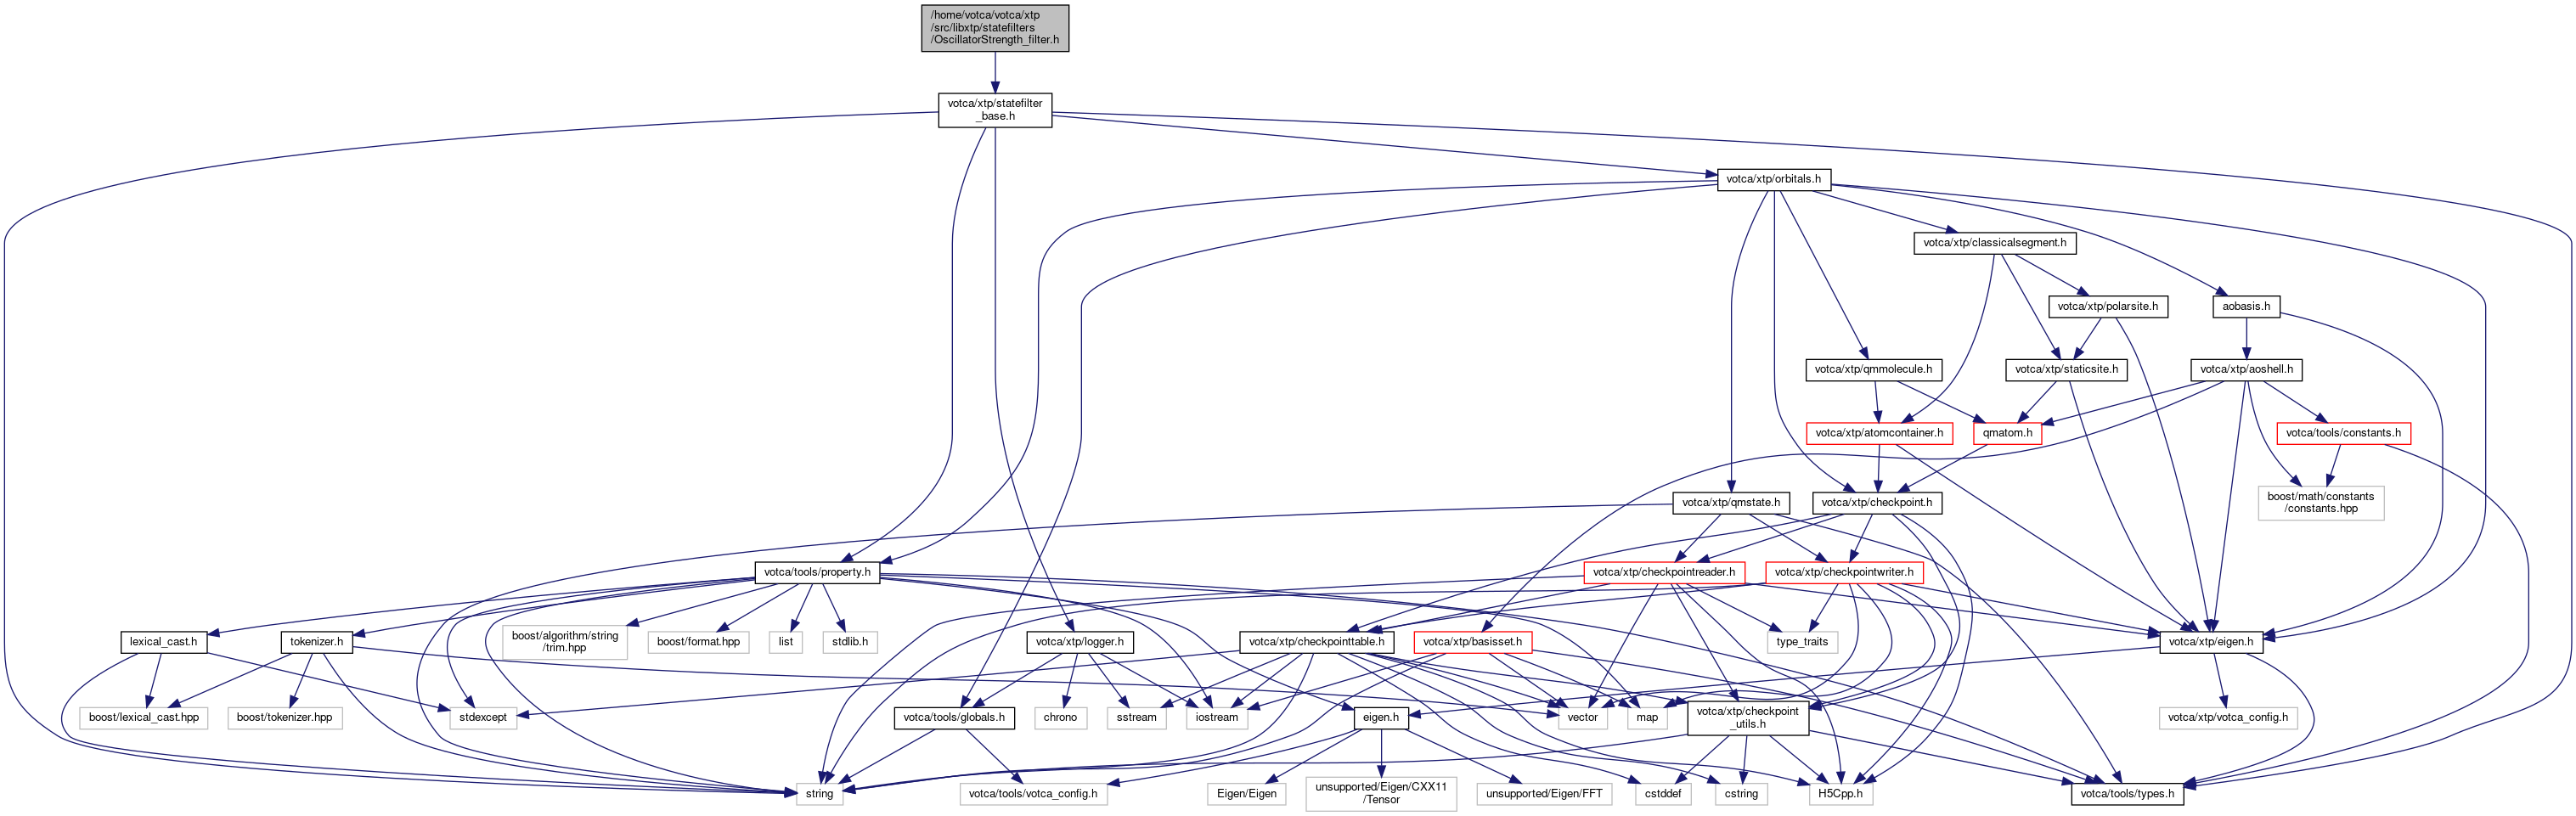 /home/votca/votca/xtp
/src/libxtp/statefilters
/OscillatorStrength_filter.h
votca/xtp/statefilter
_base.h
votca/xtp/orbitals.h
votca/xtp/classicalsegment.h
votca/xtp/polarsite.h
aobasis.h
votca/xtp/qmmolecule.h
votca/xtp/staticsite.h
votca/xtp/aoshell.h
votca/xtp/atomcontainer.h
qmatom.h
votca/tools/constants.h
votca/xtp/qmstate.h
votca/xtp/checkpoint.h
boost/math/constants
/constants.hpp
votca/tools/property.h
votca/xtp/checkpointreader.h
votca/xtp/checkpointwriter.h
lexical_cast.h
tokenizer.h
boost/algorithm/string
/trim.hpp
boost/format.hpp
list
stdlib.h
votca/xtp/logger.h
votca/xtp/checkpointtable.h
votca/xtp/basisset.h
type_traits
votca/xtp/eigen.h
boost/lexical_cast.hpp
boost/tokenizer.hpp
stdexcept
votca/tools/globals.h
chrono
sstream
iostream
eigen.h
vector
map
votca/xtp/checkpoint
_utils.h
votca/xtp/votca_config.h
string
votca/tools/votca_config.h
Eigen/Eigen
unsupported/Eigen/CXX11
/Tensor
unsupported/Eigen/FFT
cstddef
cstring
H5Cpp.h
votca/tools/types.h